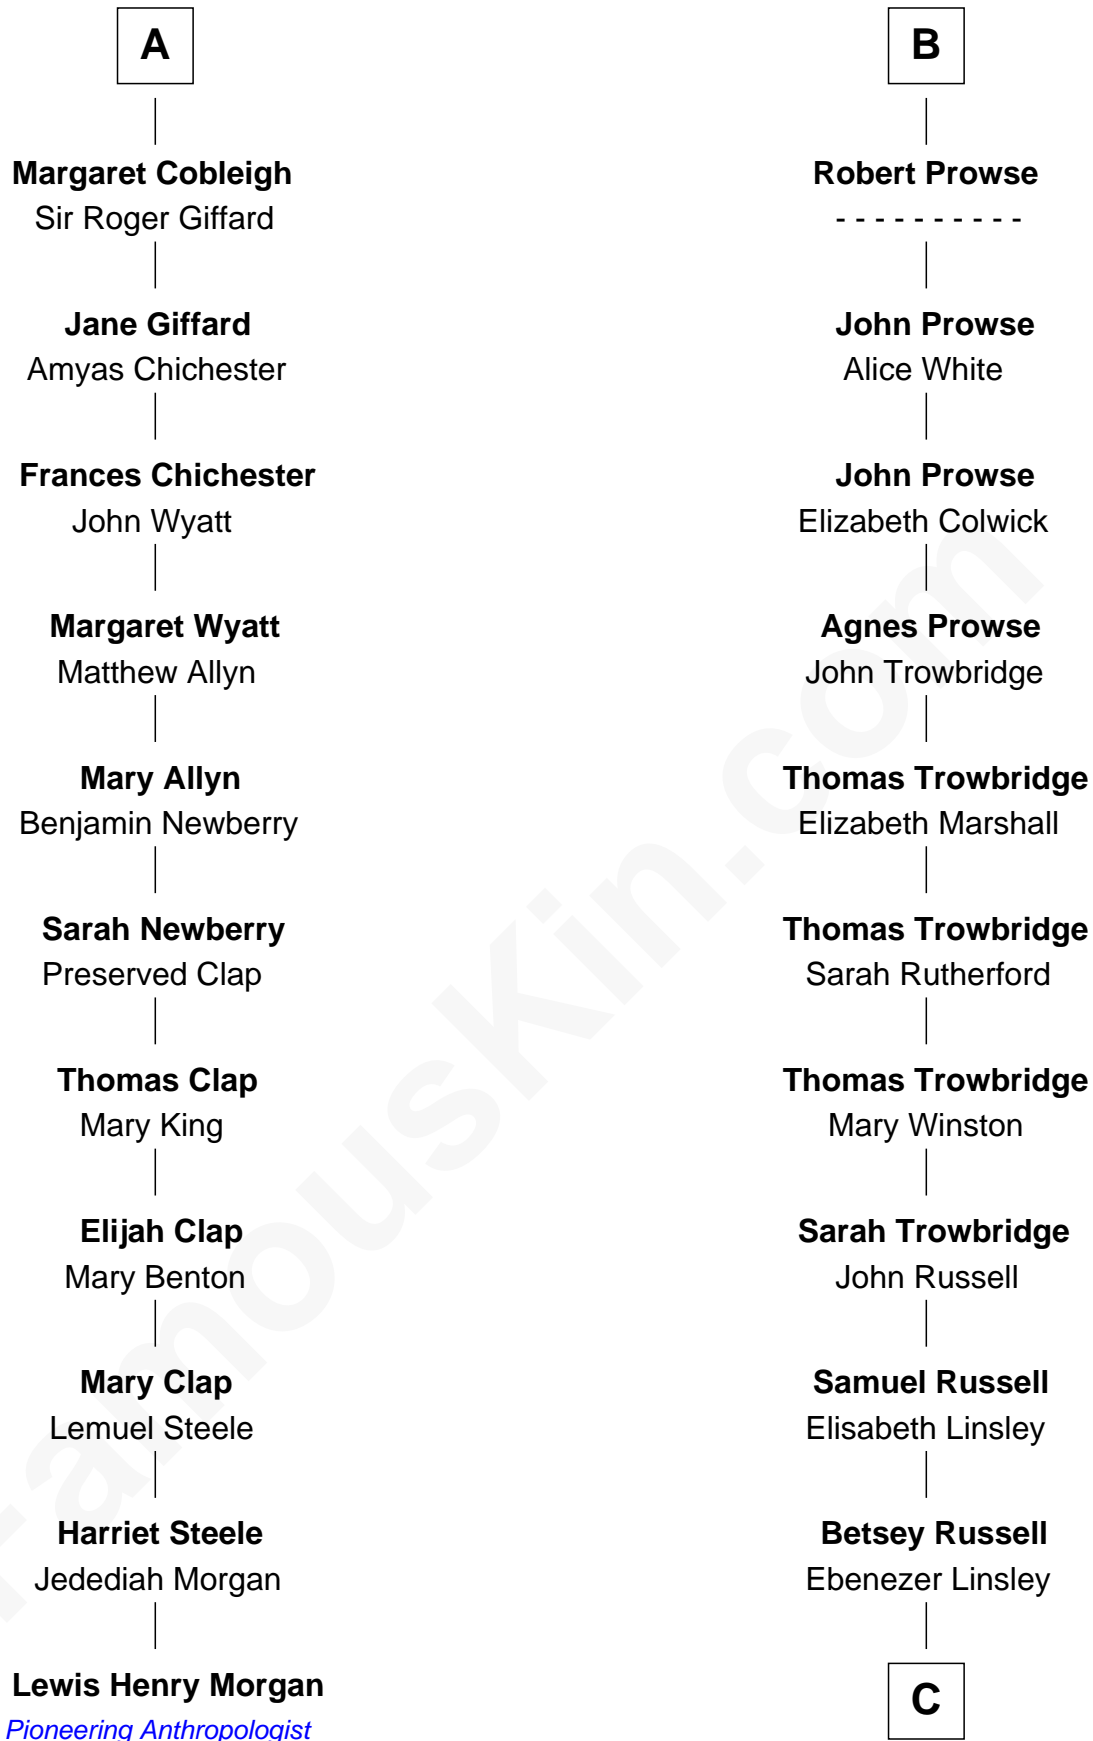 A
Margaret Cobleigh
Sir Roger Giffard
Jane Giffard
Amyas Chichester
Frances Chichester
John Wyatt
Margaret Wyatt
Matthew Allyn
Mary Allyn
Benjamin Newberry
Sarah Newberry
Preserved Clap
Thomas Clap
Mary King
Elijah Clap
Mary Benton
Mary Clap
Lemuel Steele
Harriet Steele
Jedediah Morgan
Lewis Henry Morgan
Pioneering Anthropologist
B
Robert Prowse
- - - - - - - - - -
John Prowse
Alice White
John Prowse
Elizabeth Colwick
Agnes Prowse
John Trowbridge
Thomas Trowbridge
Elizabeth Marshall
Thomas Trowbridge
Sarah Rutherford
Thomas Trowbridge
Mary Winston
Sarah Trowbridge
John Russell
Samuel Russell
Elisabeth Linsley
Betsey Russell
Ebenezer Linsley
C
FamousKin.com